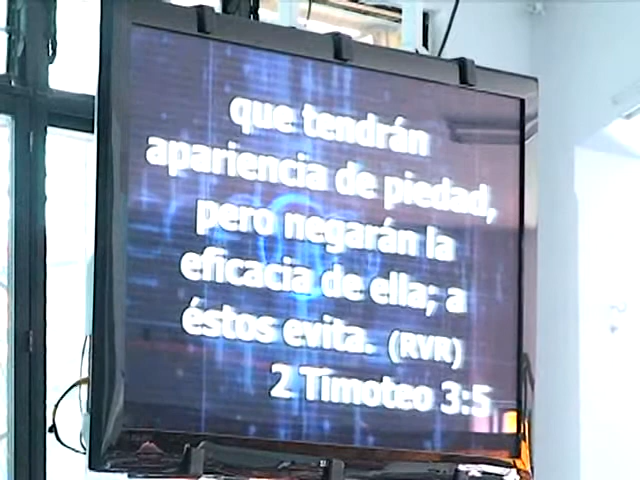 que tendrán
apariencia de piedad,
pero negarán la
eficacia de ella; a
éstos evita. (RVR)
2 Timoteo 3:5